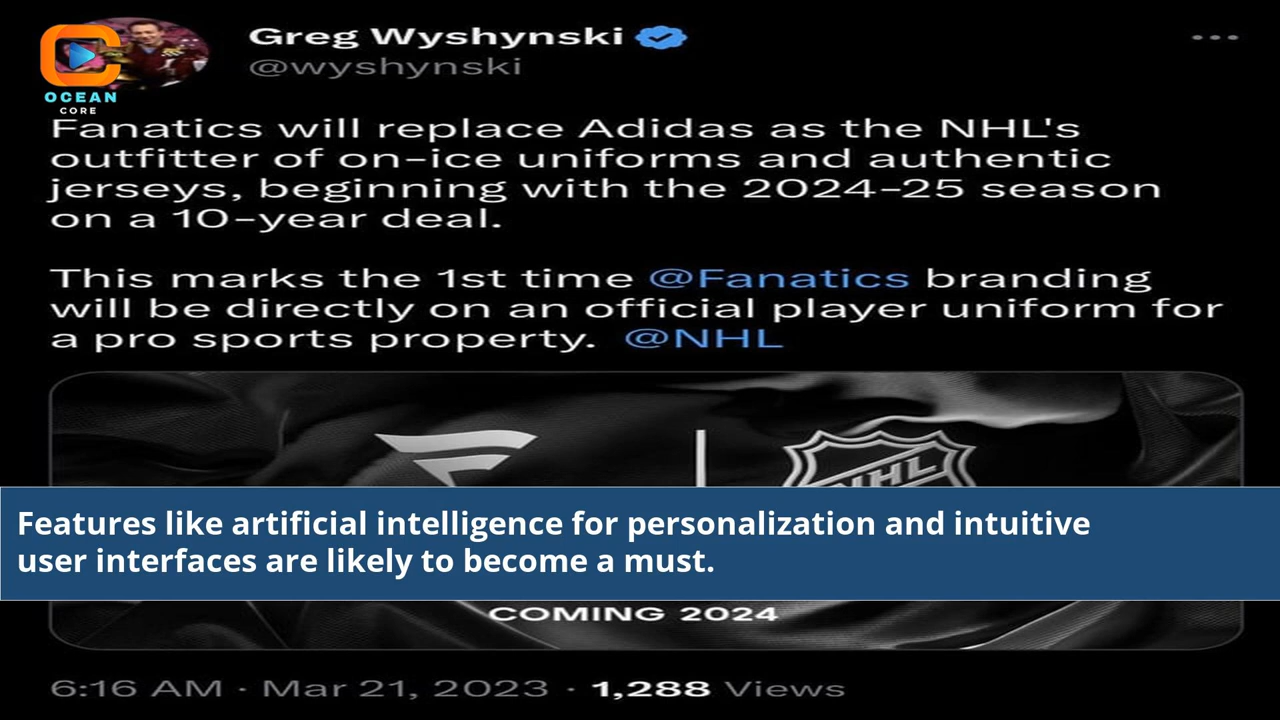 Greg Wyshynski
@wyshynski
OCEAN
CORE
Fanatics will replace Adidas as the NHL's
outfitter of on-ice uniforms and authentic
jerseys, beginning with the 2024-25 season
on a 10-year deal.
This marks the 1st time @Fanatics branding
will be directly on an official player uniform for
a pro sports property. @NHL
NHL
Features like artificial intelligence for personalization and intuitive
user interfaces are likely to become a must.
COMING 2024
6:16 AM · Mar 21, 2023 · 1,288 Views